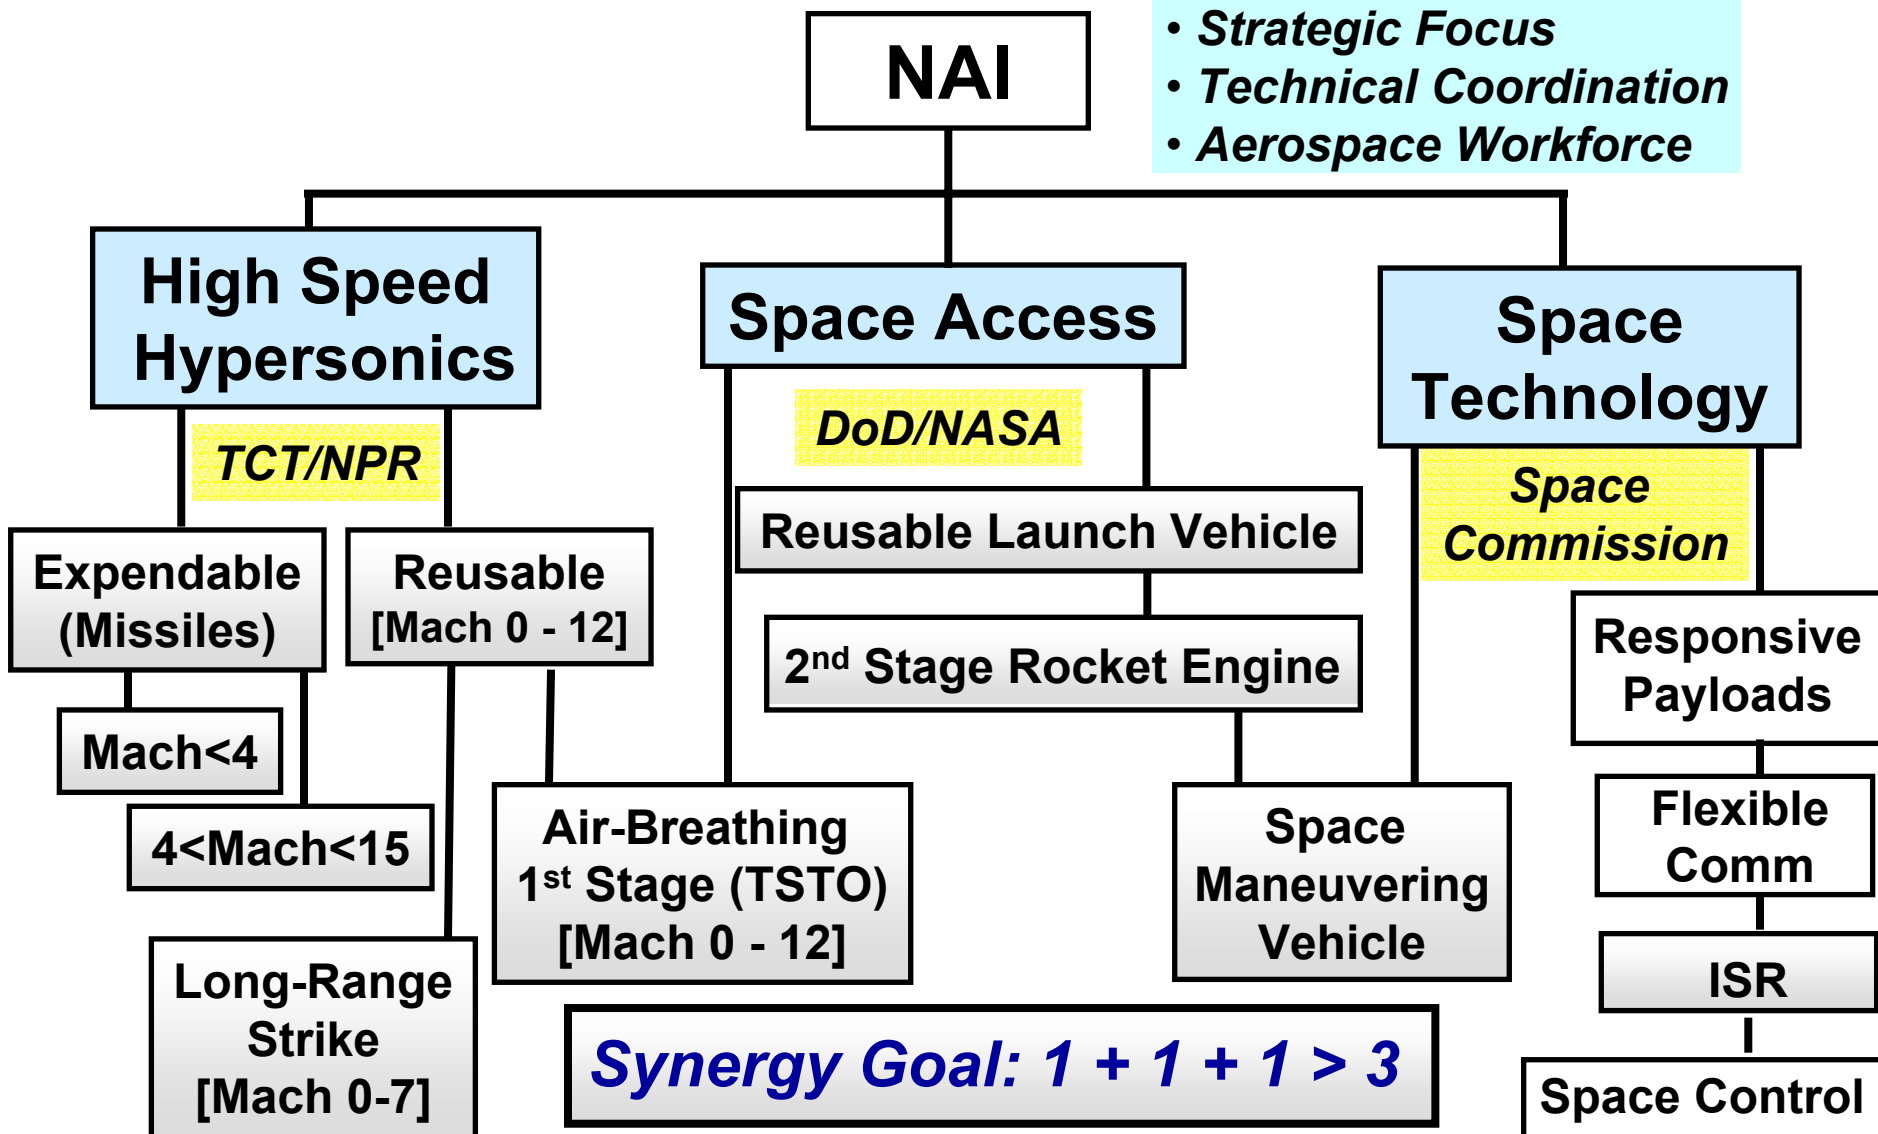 NAI
• Strategic Focus
• Technical Coordination
• Aerospace Workforce
High Speed
Hypersonics
Space Access
Space
Technology
TCT/NPR
DoD/NASA
Space
Commission
Expendable
(Missiles)
Reusable
[Mach 0 - 12]
Reusable Launch Vehicle
2nd Stage Rocket Engine
Responsive
Payloads
Mach<4
4<Mach<15
Air-Breathing
1st Stage (TSTO)
[Mach 0 - 12]
Space
Maneuvering
Vehicle
Flexible
Comm
ISR
Long-Range
Strike
[Mach 0-7]
Synergy Goal: 1 + 1 + 1 > 3
Space Control